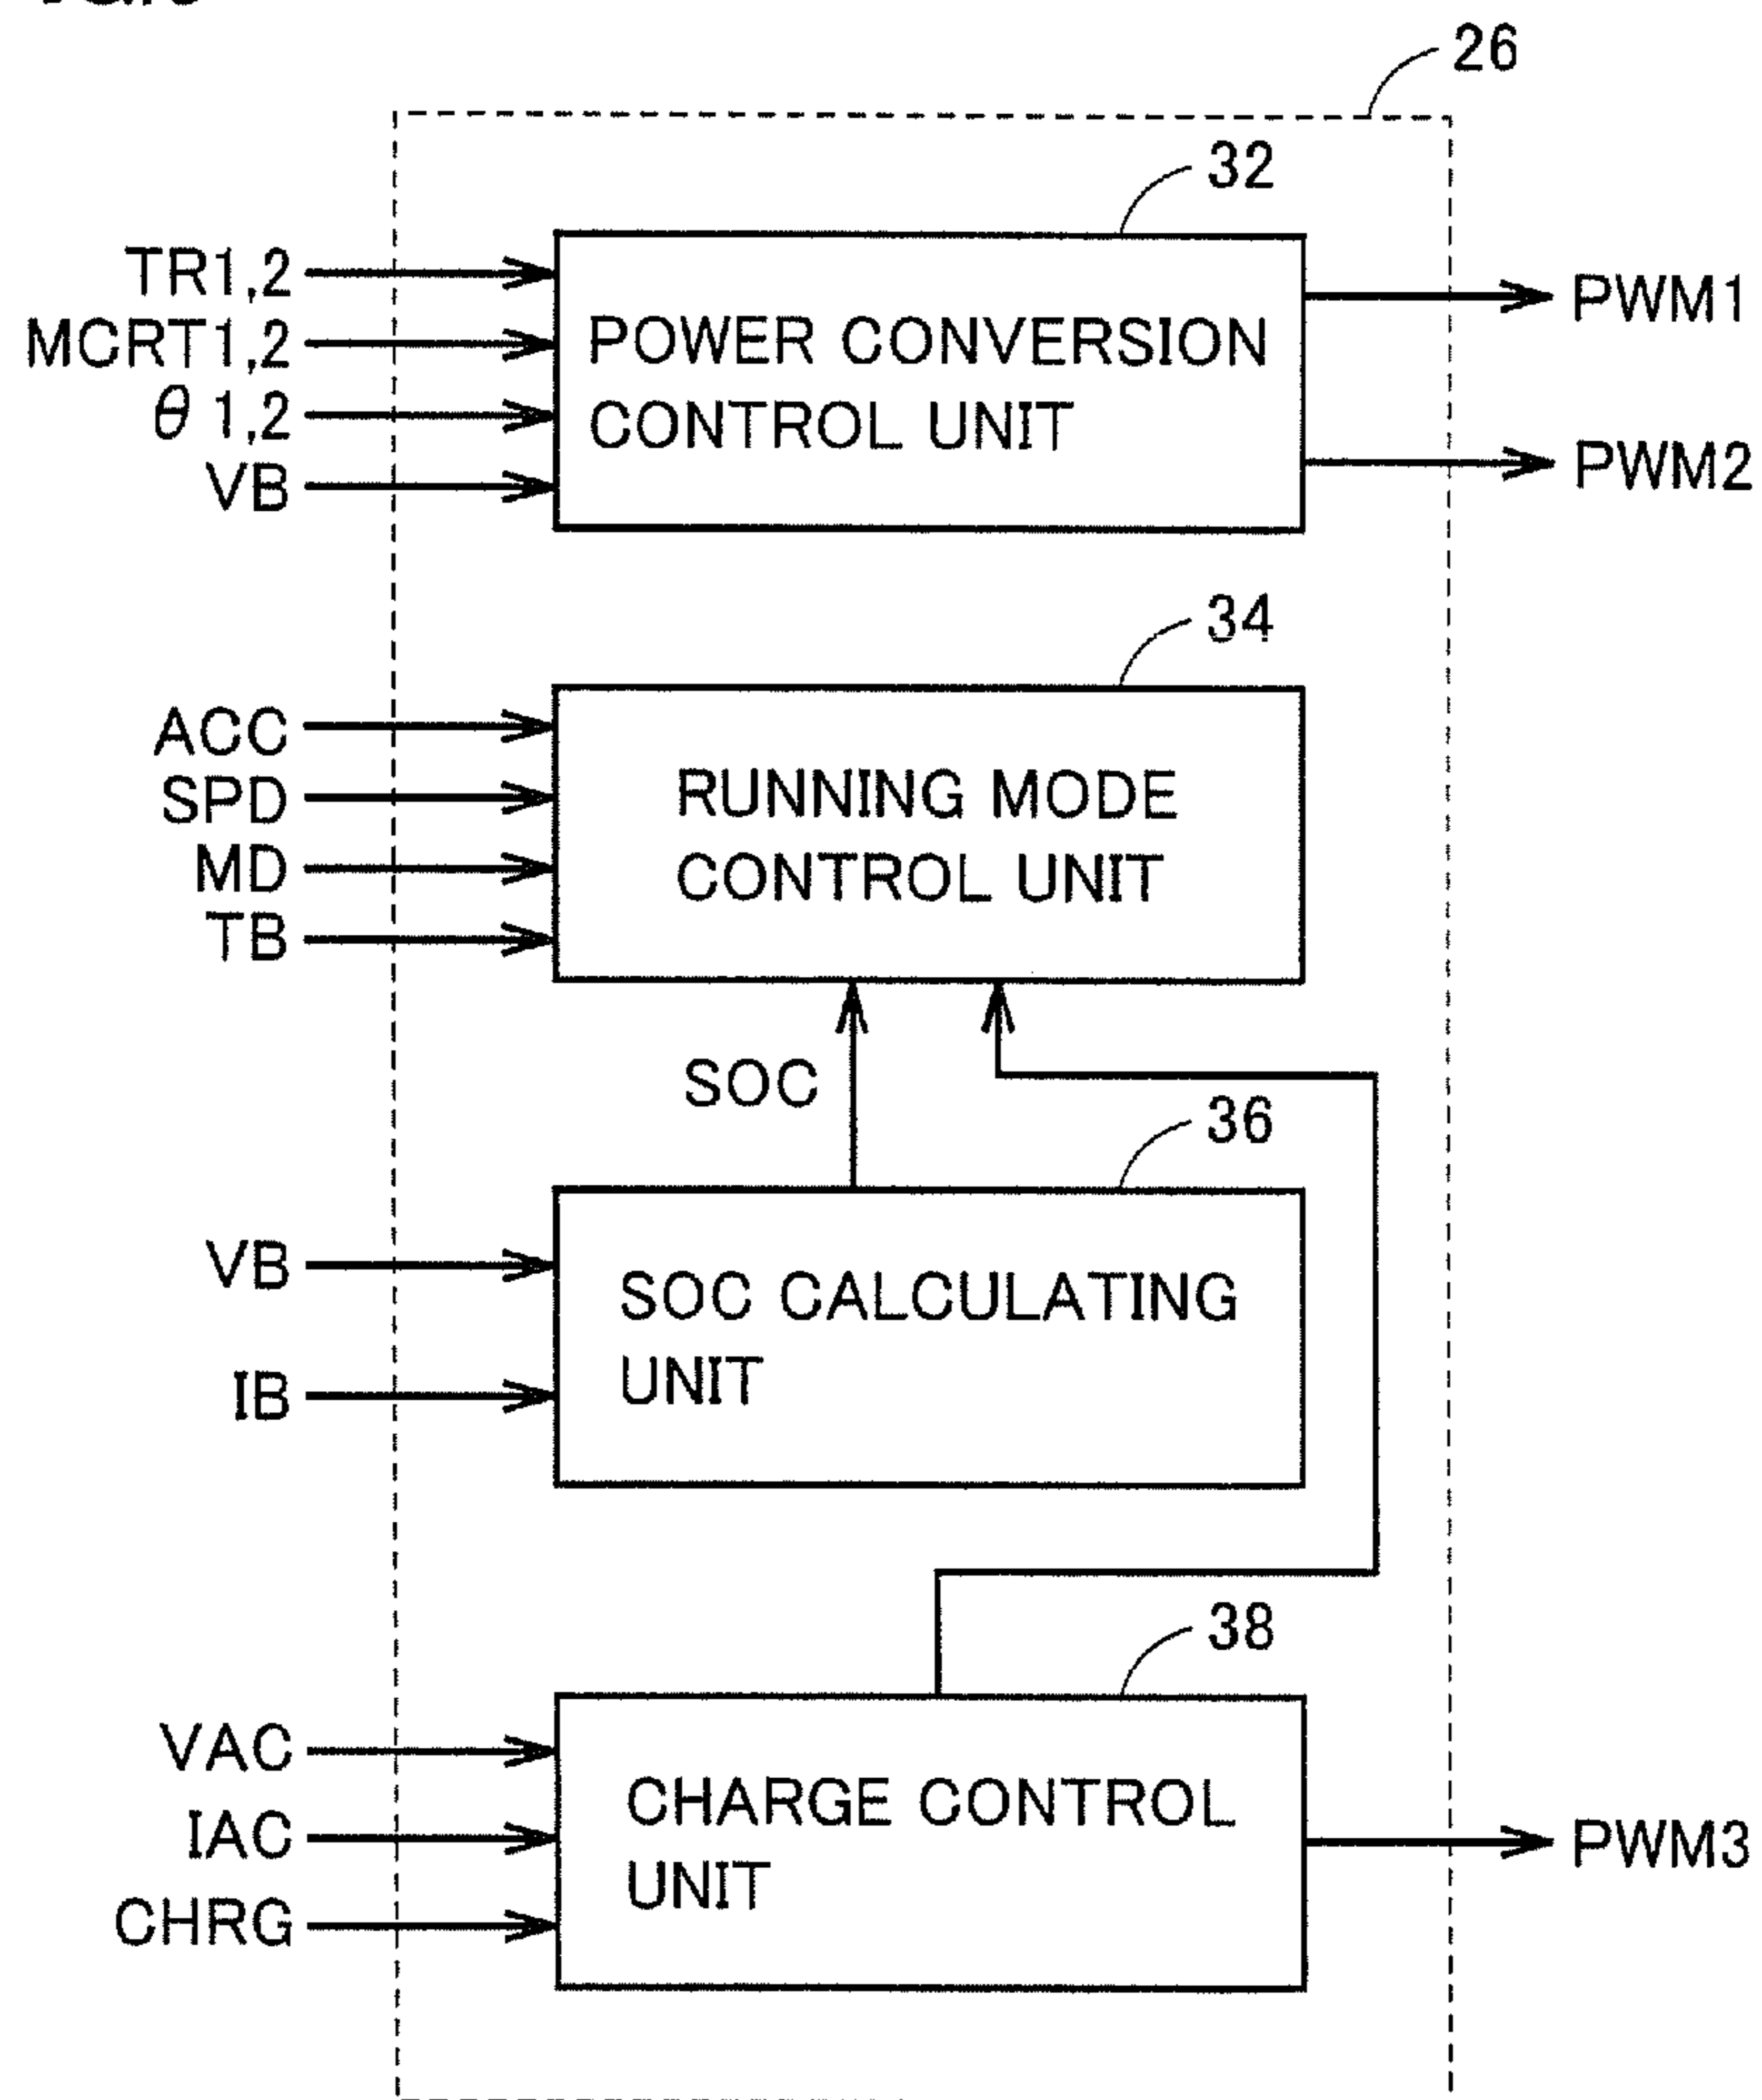 26
32
TR1,2
MCRT1,2
θ 1,2
VB
POWER CONVERSION
CONTROL UNIT
PWM1
PWM2
34
ACC
SPD
MD
TB
RUNNING MODE
CONTROL UNIT
SOC
36
VB
IB
SOC CALCULATING
UNIT
38
VAC
IAC
CHRG
CHARGE CONTROL
UNIT
PWM3